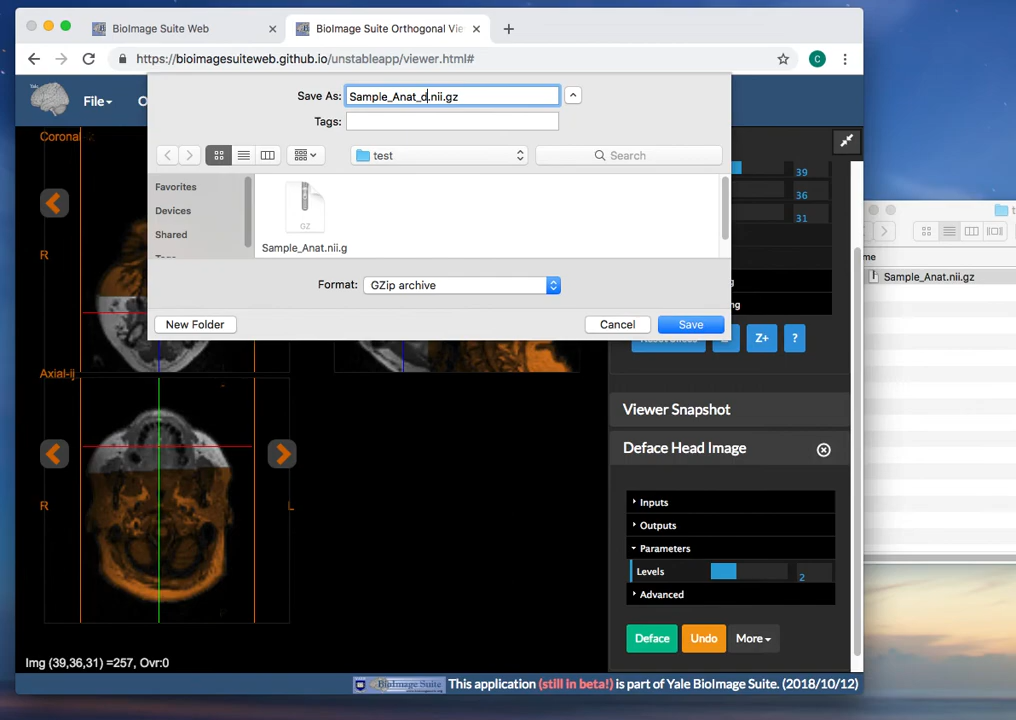 BioImage Suite Web
BioImage Suite Orthogonal Vie
https://bioimagesuiteweb.github.io/unstableapp/viewer.html#
C
Yale
File
Save As: Sample_Anat_d.nii.gz
Tags:
test
Search
Favorites
Devices
Shared
GZ
Sample_Anat.nii.g
Format: GZip archive
New Folder
Cancel
Save
Coronal
R
39
36
31
Z+
?
Sample_Anat.nii.gz
Axial-ij
R
L
Viewer Snapshot
Deface Head Image
Inputs
Outputs
Parameters
Levels
2
Advanced
Deface
Undo
More
Img (39,36,31) =257, Ovr:0
BioImage Suite
This application (still in beta!) is part of Yale BioImage Suite. (2018/10/12)